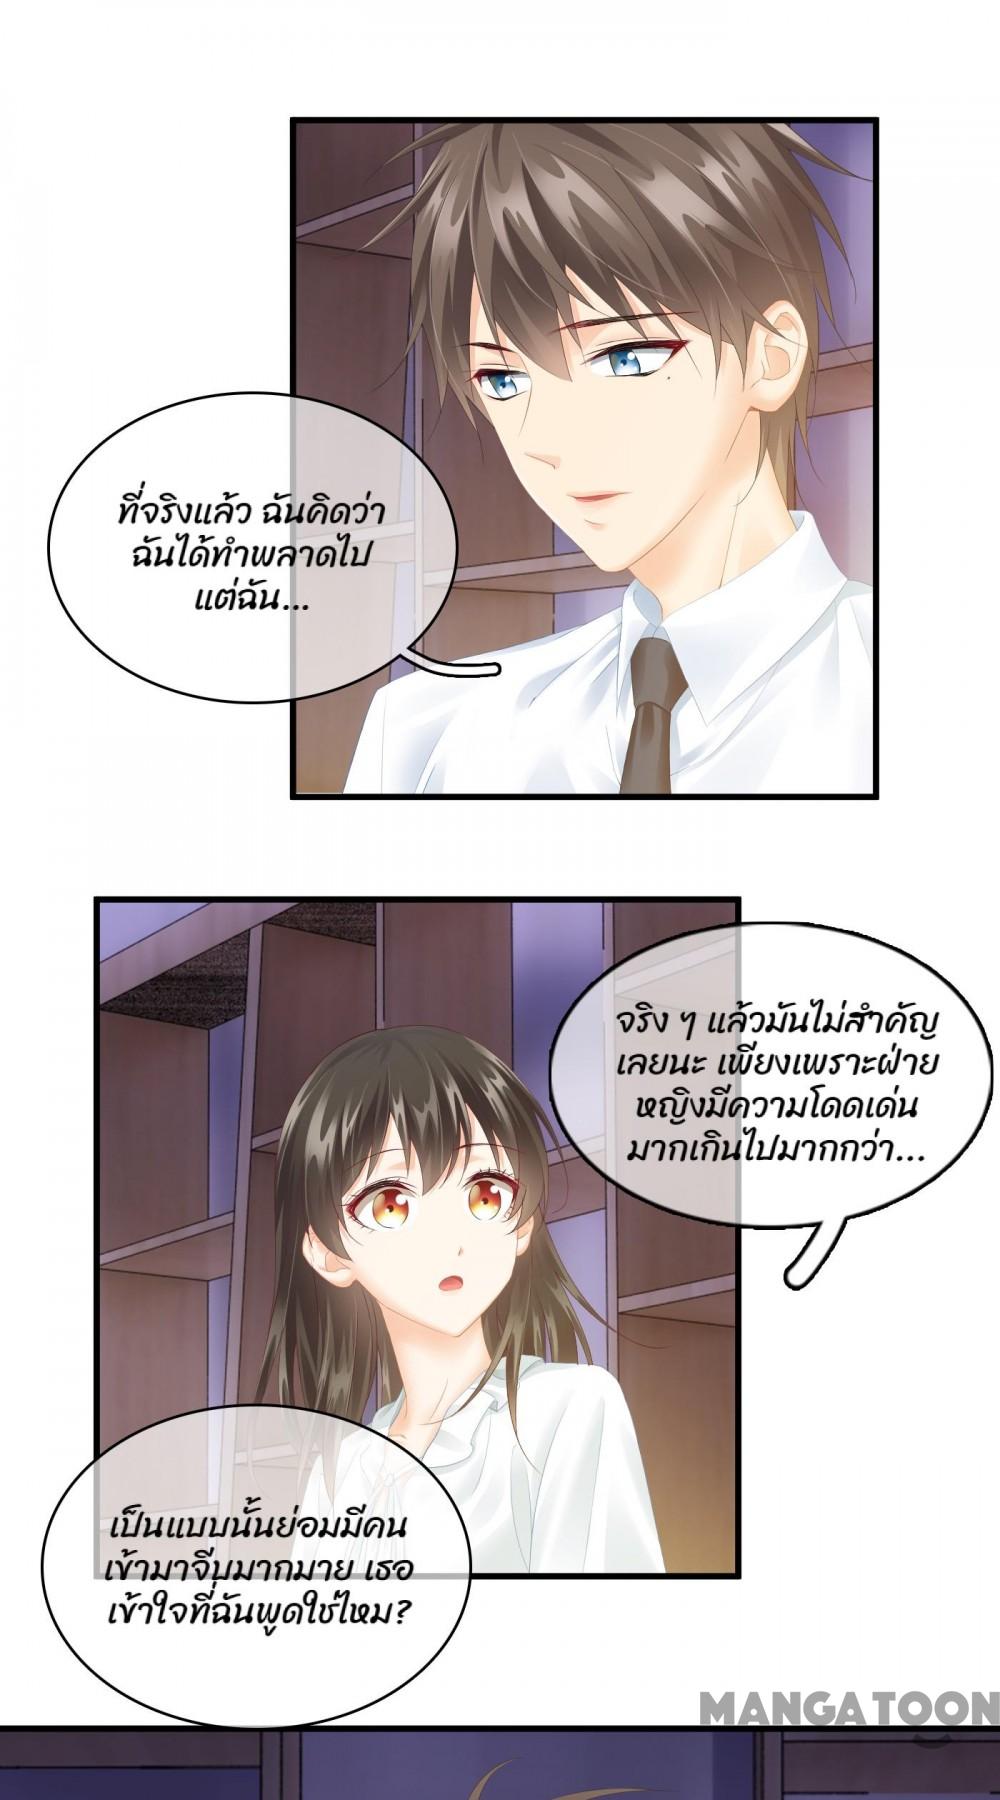 ที่จริงแล้ว ฉันคิดว่า
ฉันได้ทำพลาดไป
แต่ฉัน...
จริง ๆ แล้วมันไม่สำคัญ
เลยนะ เพียงเพราะฝ่าย
หญิงมีความโดดเด่น
มากเกินไปมากกว่า...
เป็นแบบนั้นย่อมมีคน
เข้ามาจีบมากมาย เธอ
เข้าใจที่ฉันพูดใช่ไหม?
MANGATOON